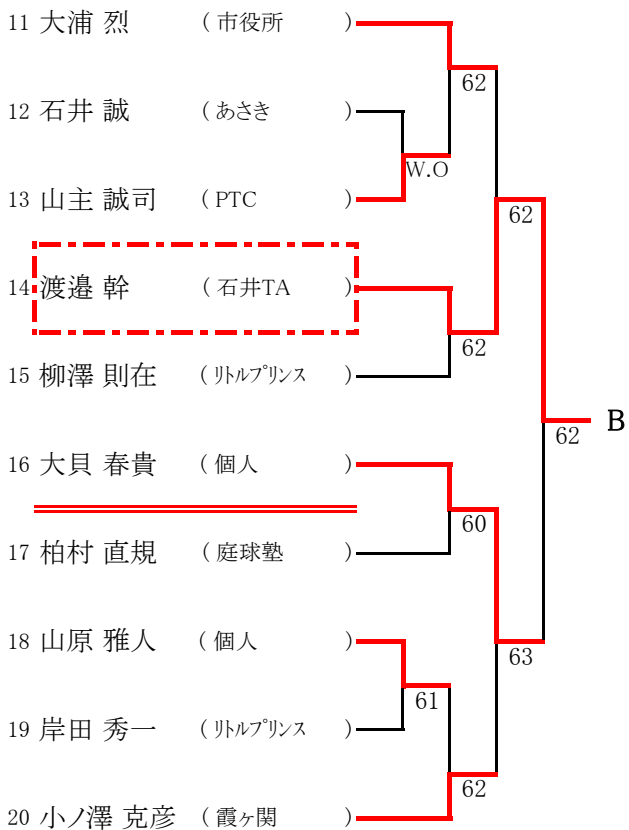 11 大浦 烈 ( 市役所 )
62
12 石井 誠 ( あさき )
W.O
13 山主 誠司 ( PTC )
62
14 渡邉 幹 ( 石井TA )
62
15 柳澤 則在 ( ﾘﾄﾙﾌﾟﾘﾝｽ )
62 B
16 大貝 春貴 ( 個人 )
60
17 柏村 直規 ( 庭球塾 )
18 山原 雅人 ( 個人 )
63
61
19 岸田 秀一 ( ﾘﾄﾙﾌﾟﾘﾝｽ )
62
20 小ノ澤 克彦 ( 霞ヶ関 )